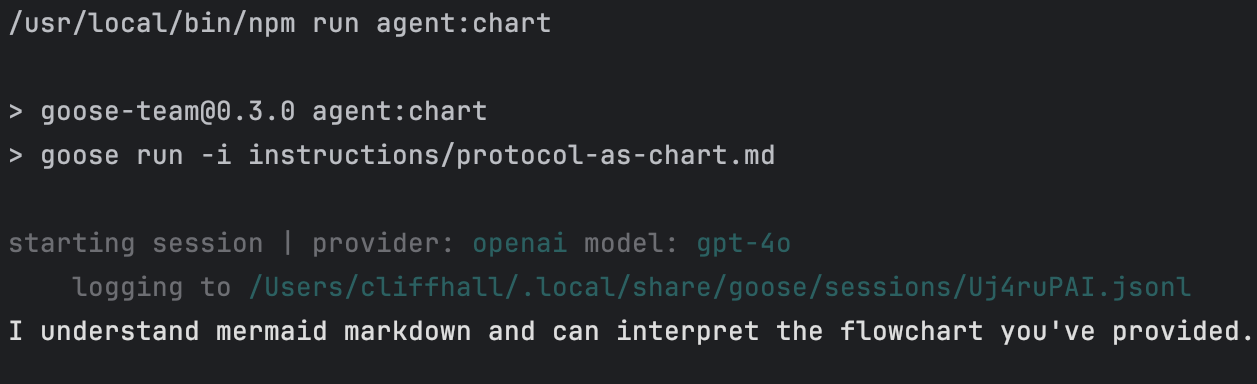 /usr/local/bin/npm run agent:chart
> goose-team@0.3.0 agent:chart
> goose run -i instructions/protocol-as-chart.md
starting session | provider: openai model: gpt-4o
logging to /Users/cliffhall/.local/share/goose/sessions/Uj4ruPAI.jsonl
I understand mermaid markdown and can interpret the flowchart you've provided.